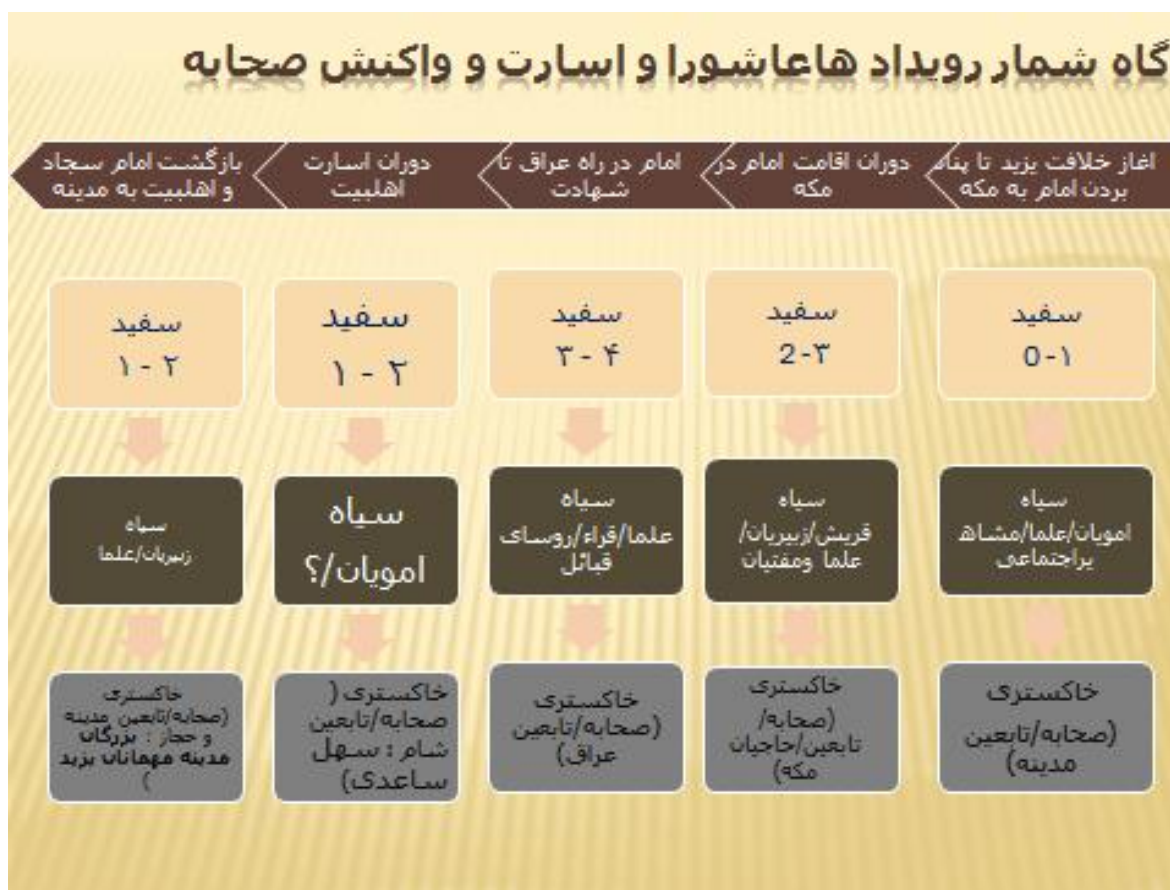 گاه شمار رویداد هاعاشورا و اسارت و واکنش صحابه
اغاز خلافت یزید تا پناه
بردن امام به مکه
دوران اقامت امام در
مکه
امام در راه عراق تا
شهادت
دوران اسارت
اهلبیت
بازگشت امام سجاد
و اهلبیت به مدینه
سفید
0-۱
سیاه
امویان/علما/مشاه
یراجتماعی
خاکستری
(صحابه/تابعین
مدینه)
سفید
2-۳
سیاه
قریش/زبیریان/
علما ومفتیان
خاکستری
(صحابه/
تابعین/حاجیان
مکه)
سفید
۳ - ۴
سیاه
علما/قراء/روسای
قبائل
خاکستری
(صحابه/تابعین
عراق)
سفید
۱ - ۲
سیاه
امویان/؟
خاکستری (
صحابه/تابعین
شام : سهل
ساعدی)
سفید
۱ - ۲
سیاه
زبیریان/علما
خاکستری
(صحابه/تابعین مدینه
و حجاز : بزرگان
مدینه مهمانان یزید
)